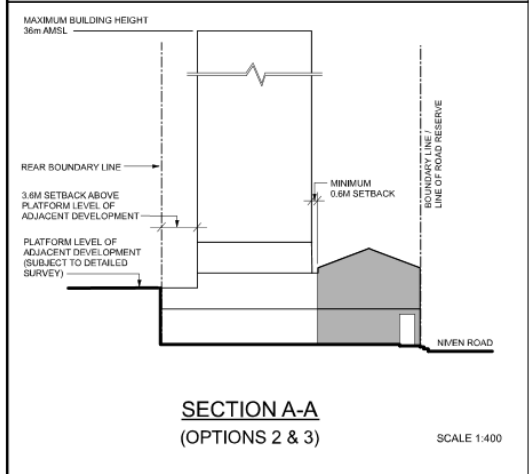 MAXIMUM BUILDING HEIGHT
36m AMSL
REAR BOUNDARY LINE
3.6M SETBACK ABOVE
PLATFORM LEVEL OF
ADJACENT DEVELOPMENT
PLATFORM LEVEL OF
ADJACENT DEVELOPMENT
(SUBJECT TO DETAILED
SURVEY)
MINIMUM
0.6M SETBACK
BOUNDARY LINE /
LINE OF ROAD RESERVE
NIVEN ROAD
SECTION A-A
(OPTIONS 2 & 3)
SCALE 1:400